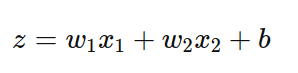 z = w₁x₁ + w₂x₂ + b